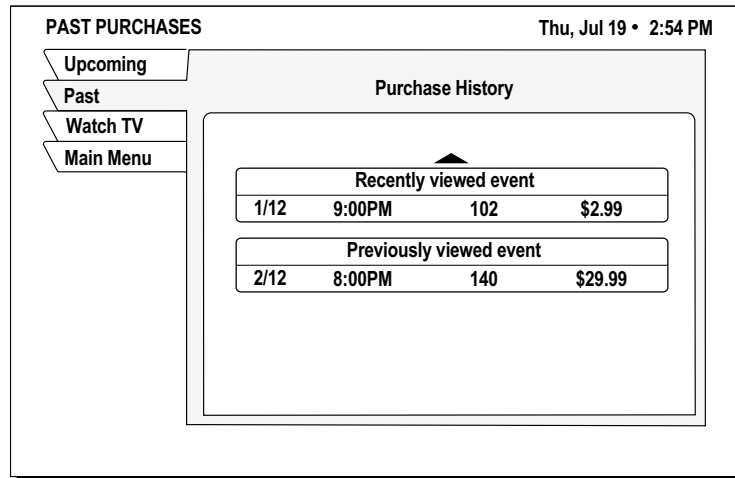 PAST PURCHASES Thu, Jul 19 • 2:54 PM
Upcoming
Past
Watch TV
Main Menu
Purchase History
Recently viewed event
1/12 9:00PM 102 $2.99
Previously viewed event
2/12 8:00PM 140 $29.99